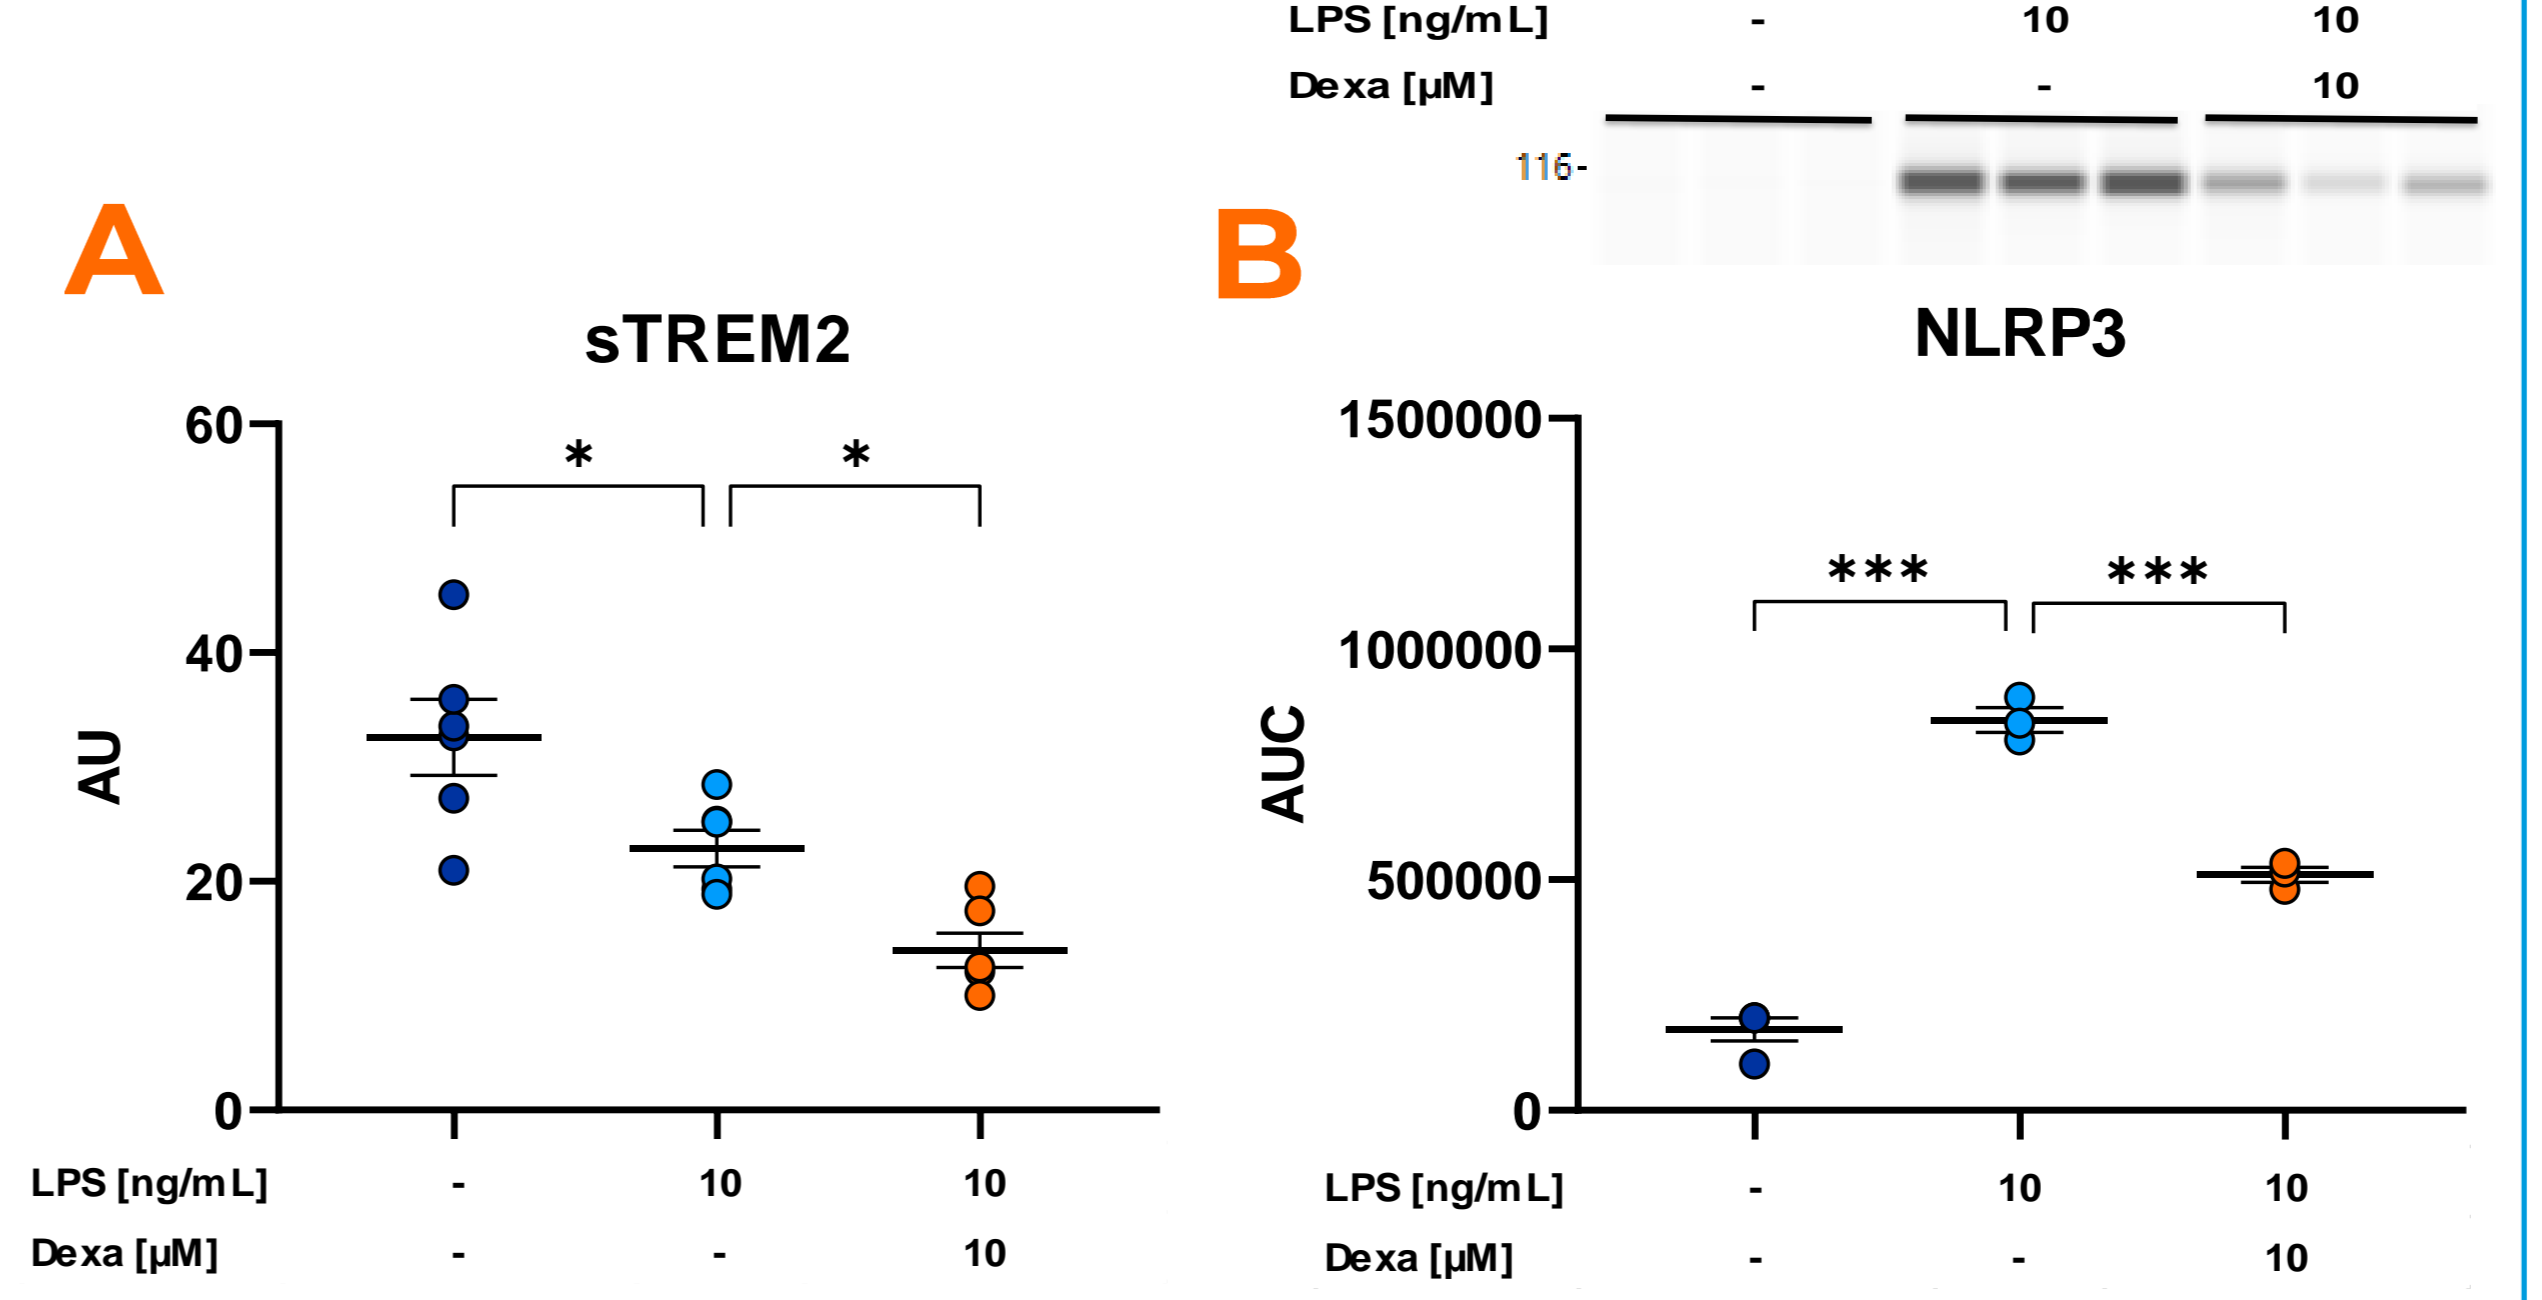 LPS [ng/mL] - 10 10
Dexa [µM] - - 10
116-
A
B
sTREM2
60
40
20
0
AU
* *
LPS [ng/mL] - 10 10
Dexa [µM] - - 10
NLRP3
1500000
1000000
500000
0
AUC
*** ***
LPS [ng/mL] - 10 10
Dexa [µM] - - 10